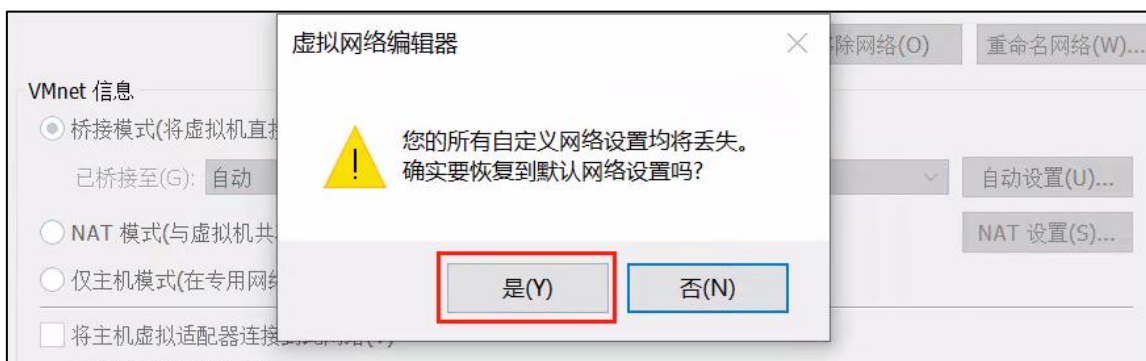 虚拟网络编辑器
除网络(O)
重命名网络(W)...
VMnet 信息
桥接模式(将虚拟机直接
您的所有自定义网络设置均将丢失。
确实要恢复到默认网络设置吗?
已桥接至(G): 自动
自动设置(U)...
NAT 模式(与虚拟机共
NAT 设置(S)...
仅主机模式(在专用网络
是(Y)
否(N)
将主机虚拟适配器连接